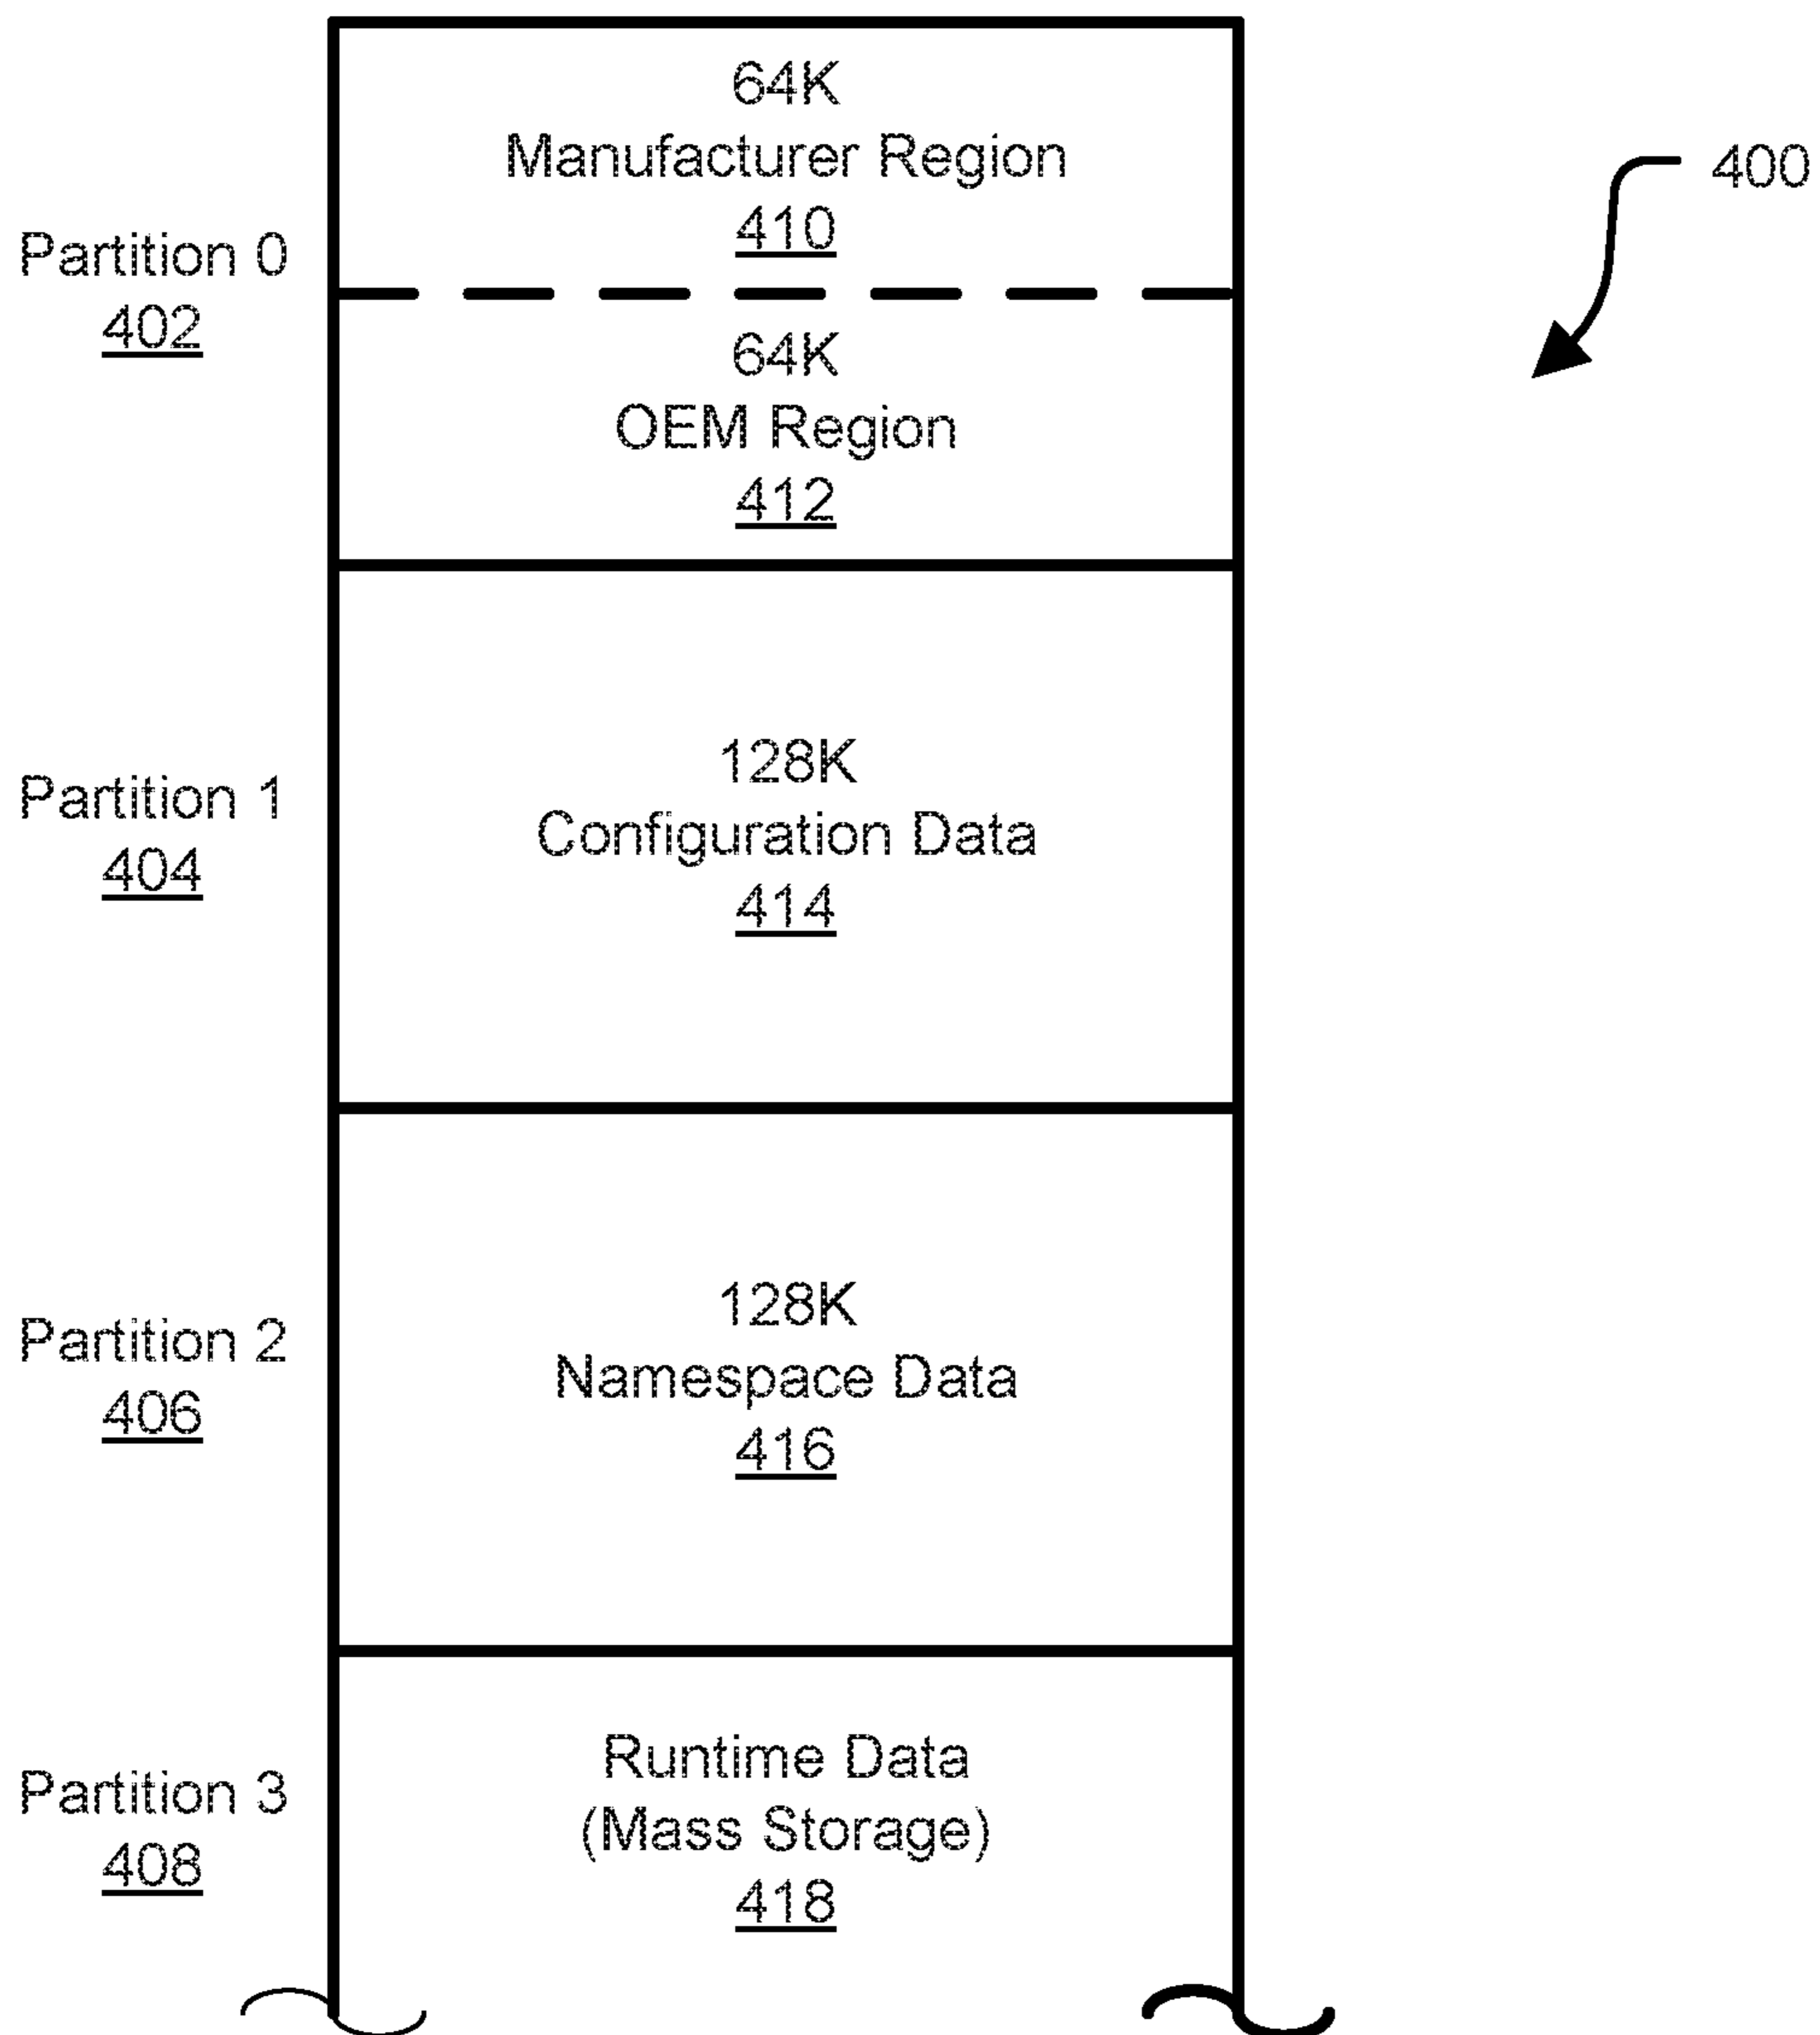 64K
Manufacturer Region
410
400
Partition 0
402
64K
OEM Region
412
128K
Configuration Data
414
Partition 1
404
128K
Namespace Data
416
Partition 2
406
Runtime Data
(Mass Storage)
418
Partition 3
408